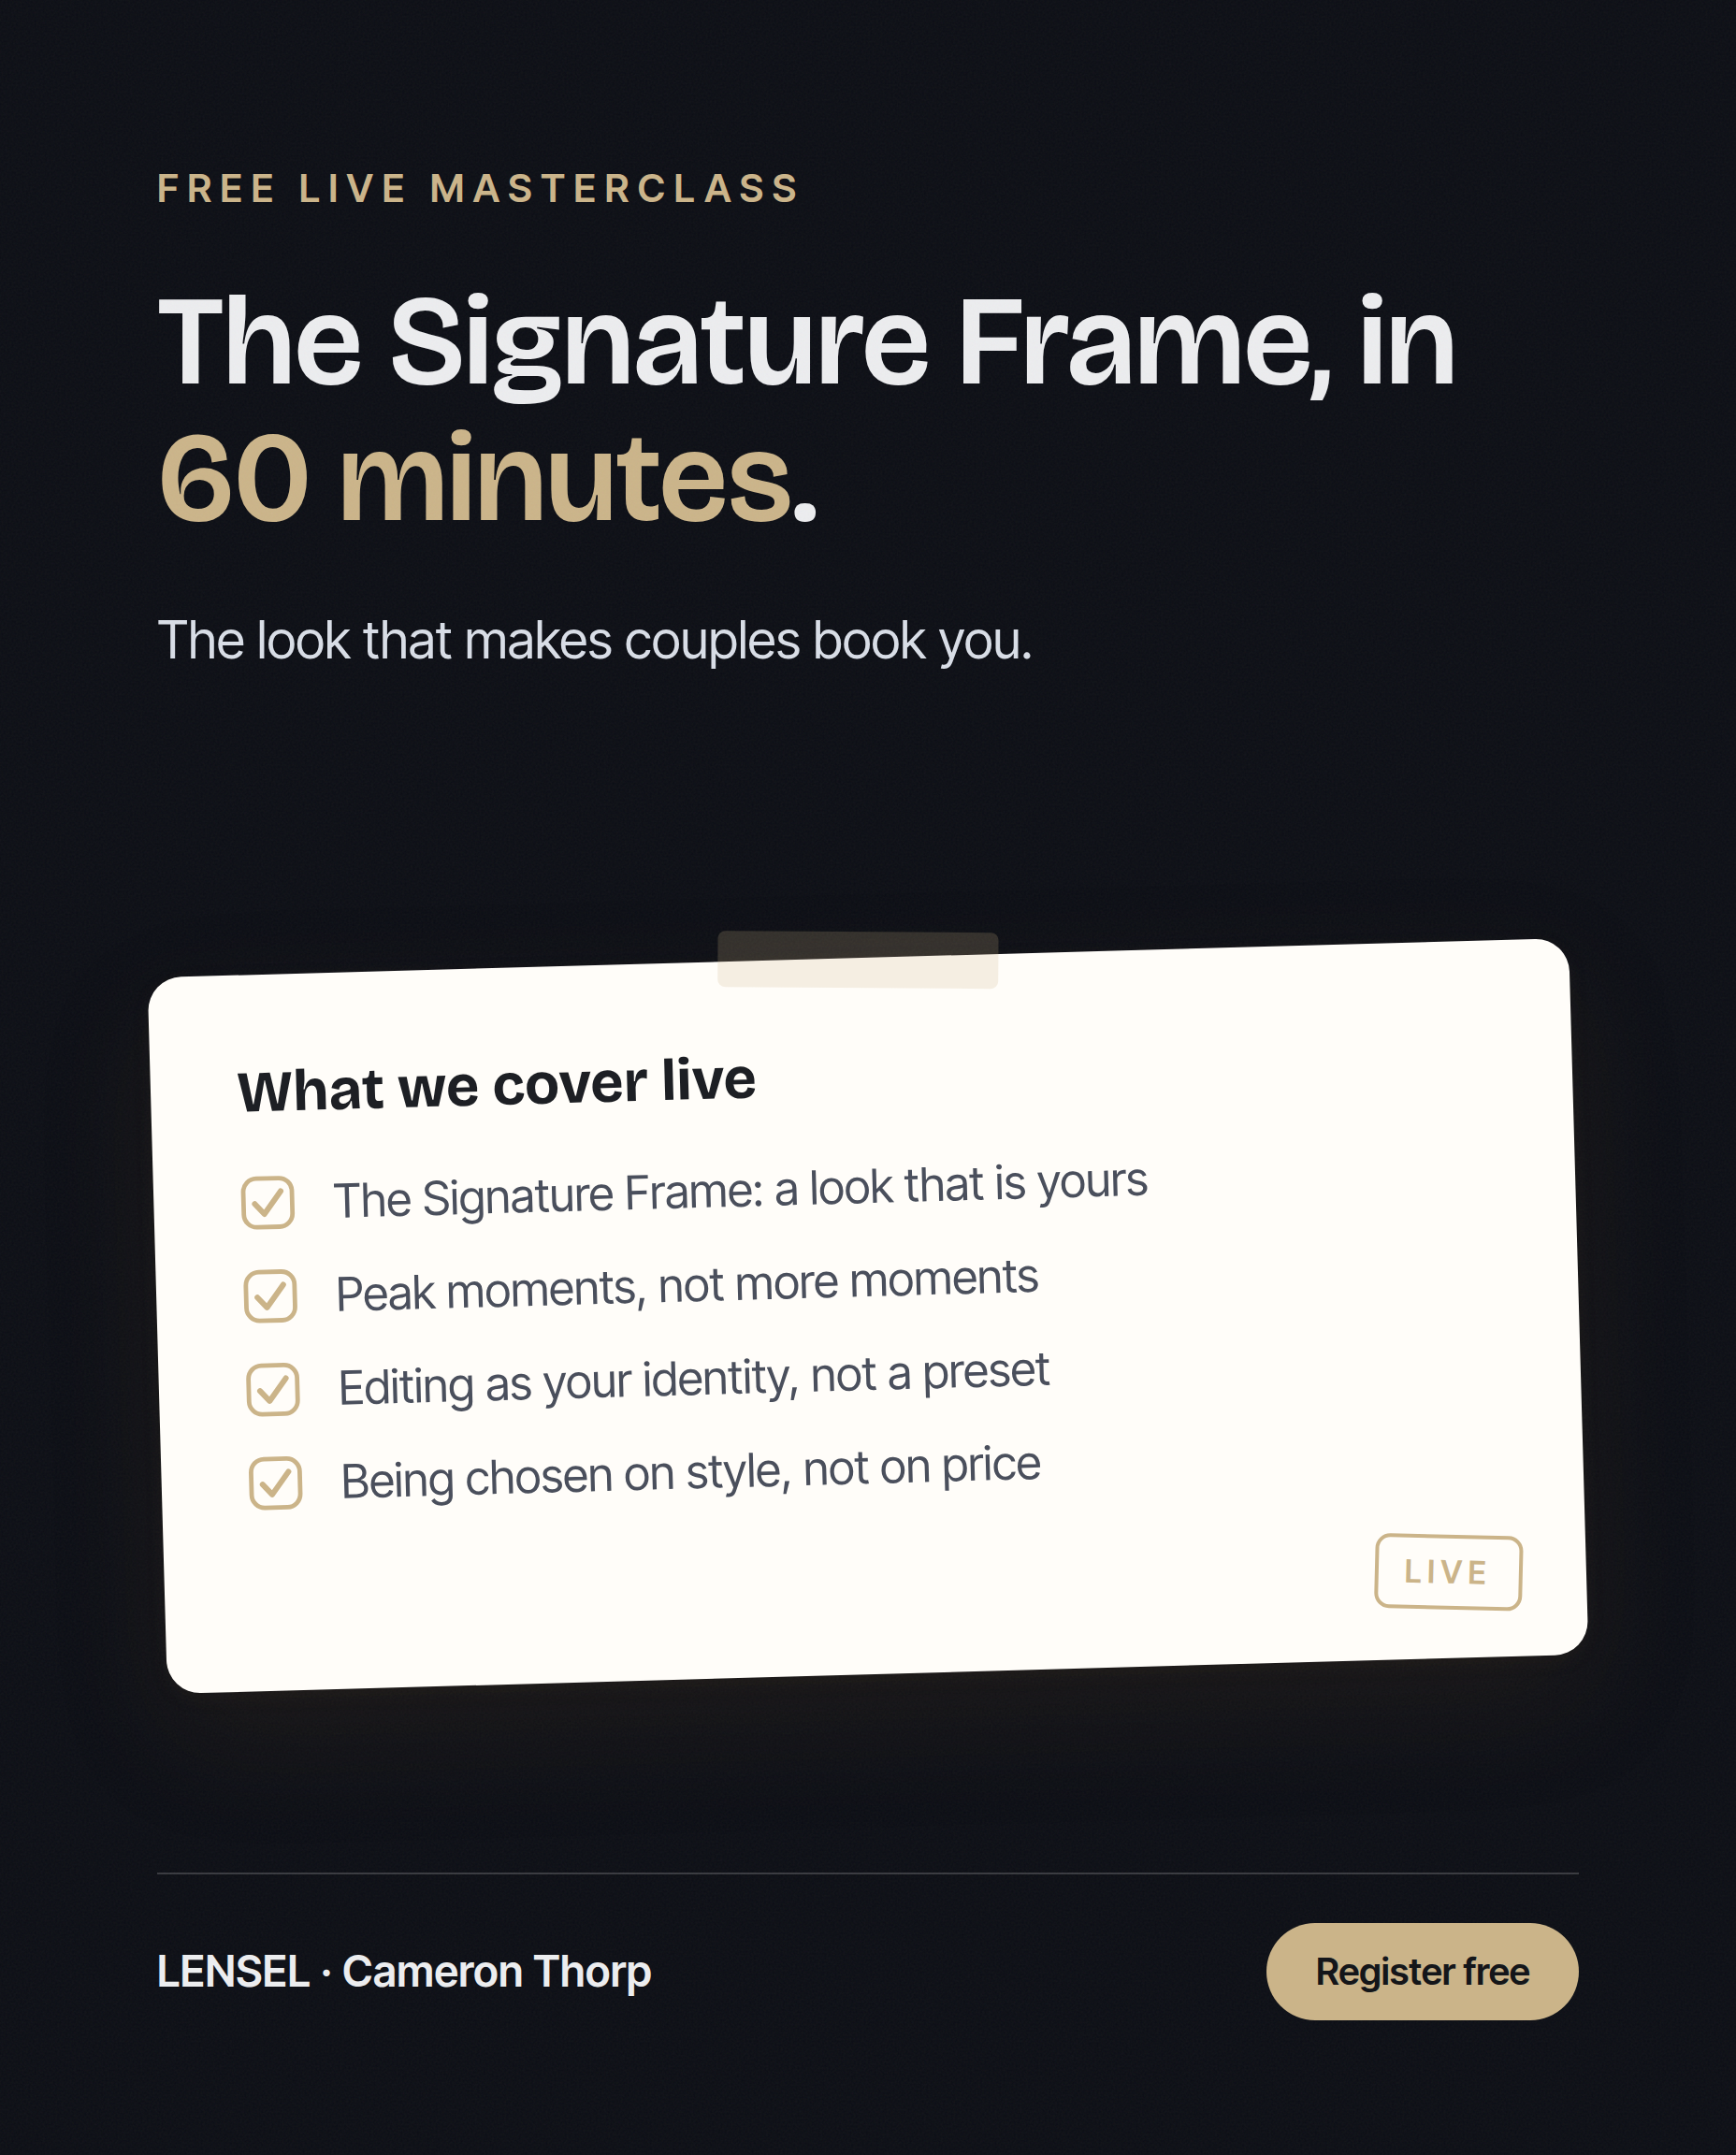 FREE LIVE MASTERCLASS
The Signature Frame, in
60 minutes.
The look that makes couples book you.
What we cover live
The Signature Frame: a look that is yours
Peak moments, not more moments
Editing as your identity, not a preset
Being chosen on style, not on price
LIVE
LENSEL · Cameron Thorp
Register free